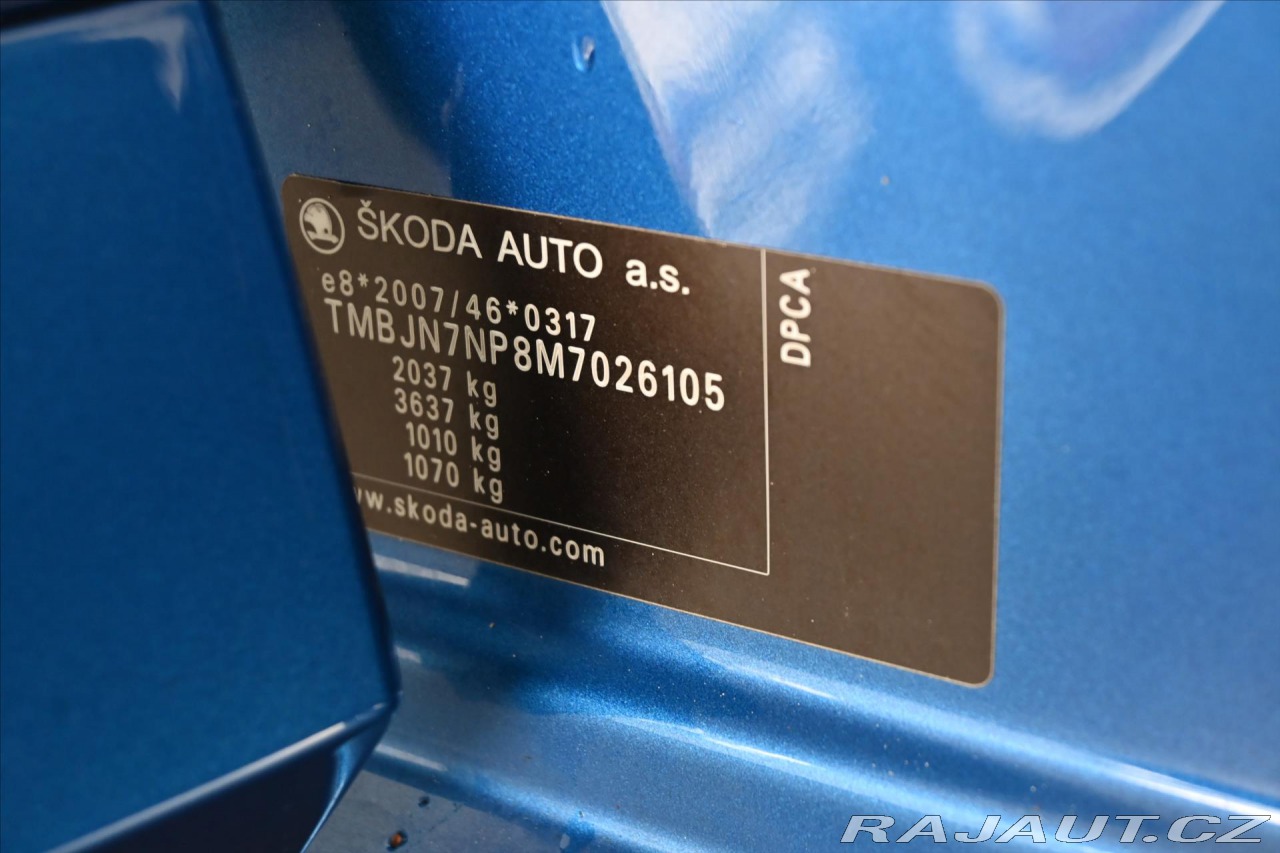 ŠKODA AUTO a.s.
e8*2007/46*0317
TMBJN7NP8M7026105
2037 kg
3637 kg
1010 kg
1070 kg
www.skoda-auto.com
DPCA
RAJAUT.CZ